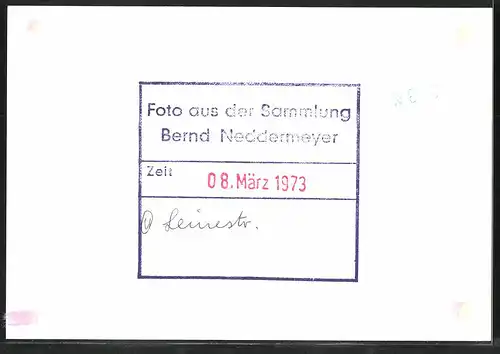 Foto aus der Sammlung
Bernd Neddermeyer
Zeit
08. März 1973
Leinestr.